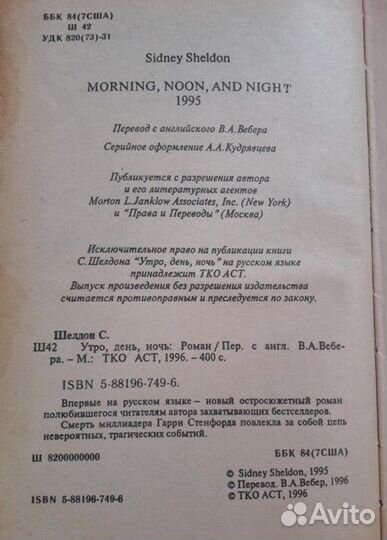 ББК 84(7США)
Ш 42
УДК 820(73)-31
Sidney Sheldon
MORNING, NOON, AND NIGHT
1995
Перевод с английского В.А.Вебера
Серийное оформление А.А.Кудрявцева
Публикуется с разрешения автора
и его литературных агентов
Morton L.Janklow Associates, Inc. (New York)
и "Права и Переводы" (Москва)
Исключительное право на публикации книги
С.Шелдона "Утро, день, ночь" на русском языке
принадлежит ТКО АСТ.
Выпуск произведения без разрешения издательства
считается противоправным и преследуется по закону.
Шелдон С.
Ш42 Утро, день, ночь: Роман/Пер. с англ. В.А.Вебе-
ра. – М.: ТКО АСТ, 1996. – 400 с.
ISBN 5-88196-749-6.
Впервые на русском языке – новый остросюжетный роман
полюбившегося читателям автора захватывающих бестселлеров.
Смерть миллиадера Гарри Стенфорда повлекла за собой цепь
невероятных, трагических событий.
Ш 8200000000 ББК 84(7США)
© Sidney Sheldon, 1995
© Перевод. В.А.Вебер, 1996
ISBN 5-88196-749-6 © ТКО АСТ, 1996
Avito